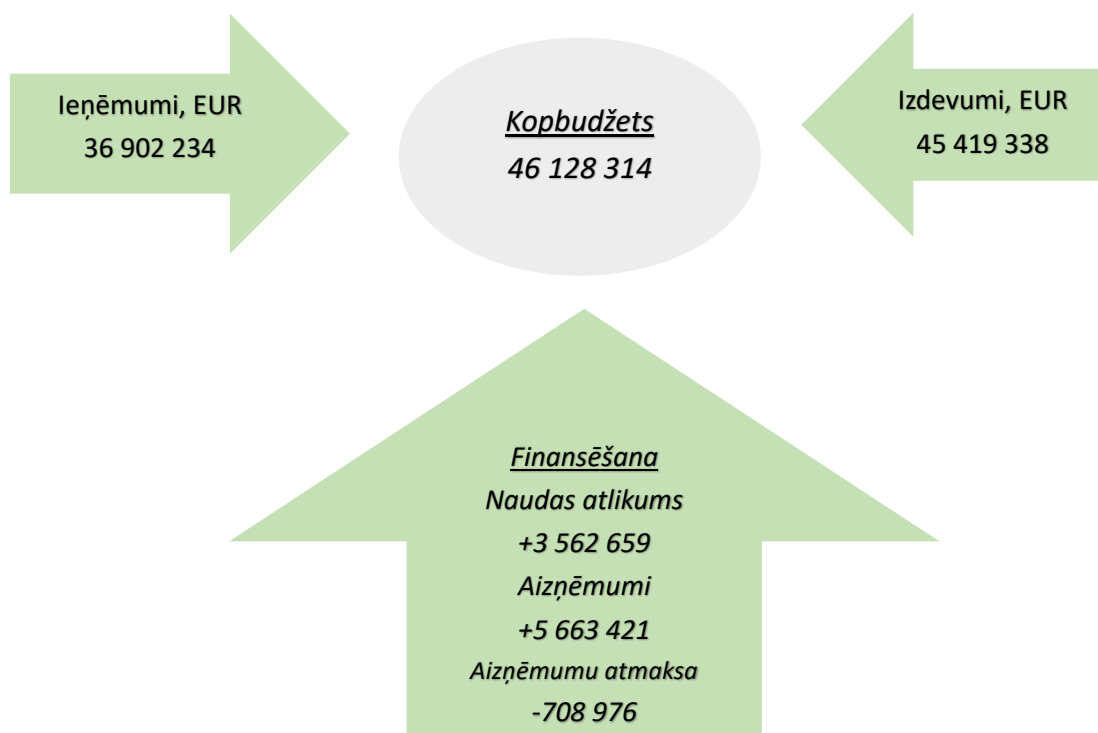 Ieņēmumi, EUR
36 902 234
Kopbudžets
46 128 314
Izdevumi, EUR
45 419 338
Finansēšana
Naudas atlikums
+3 562 659
Aizņēmumi
+5 663 421
Aizņēmumu atmaksa
-708 976